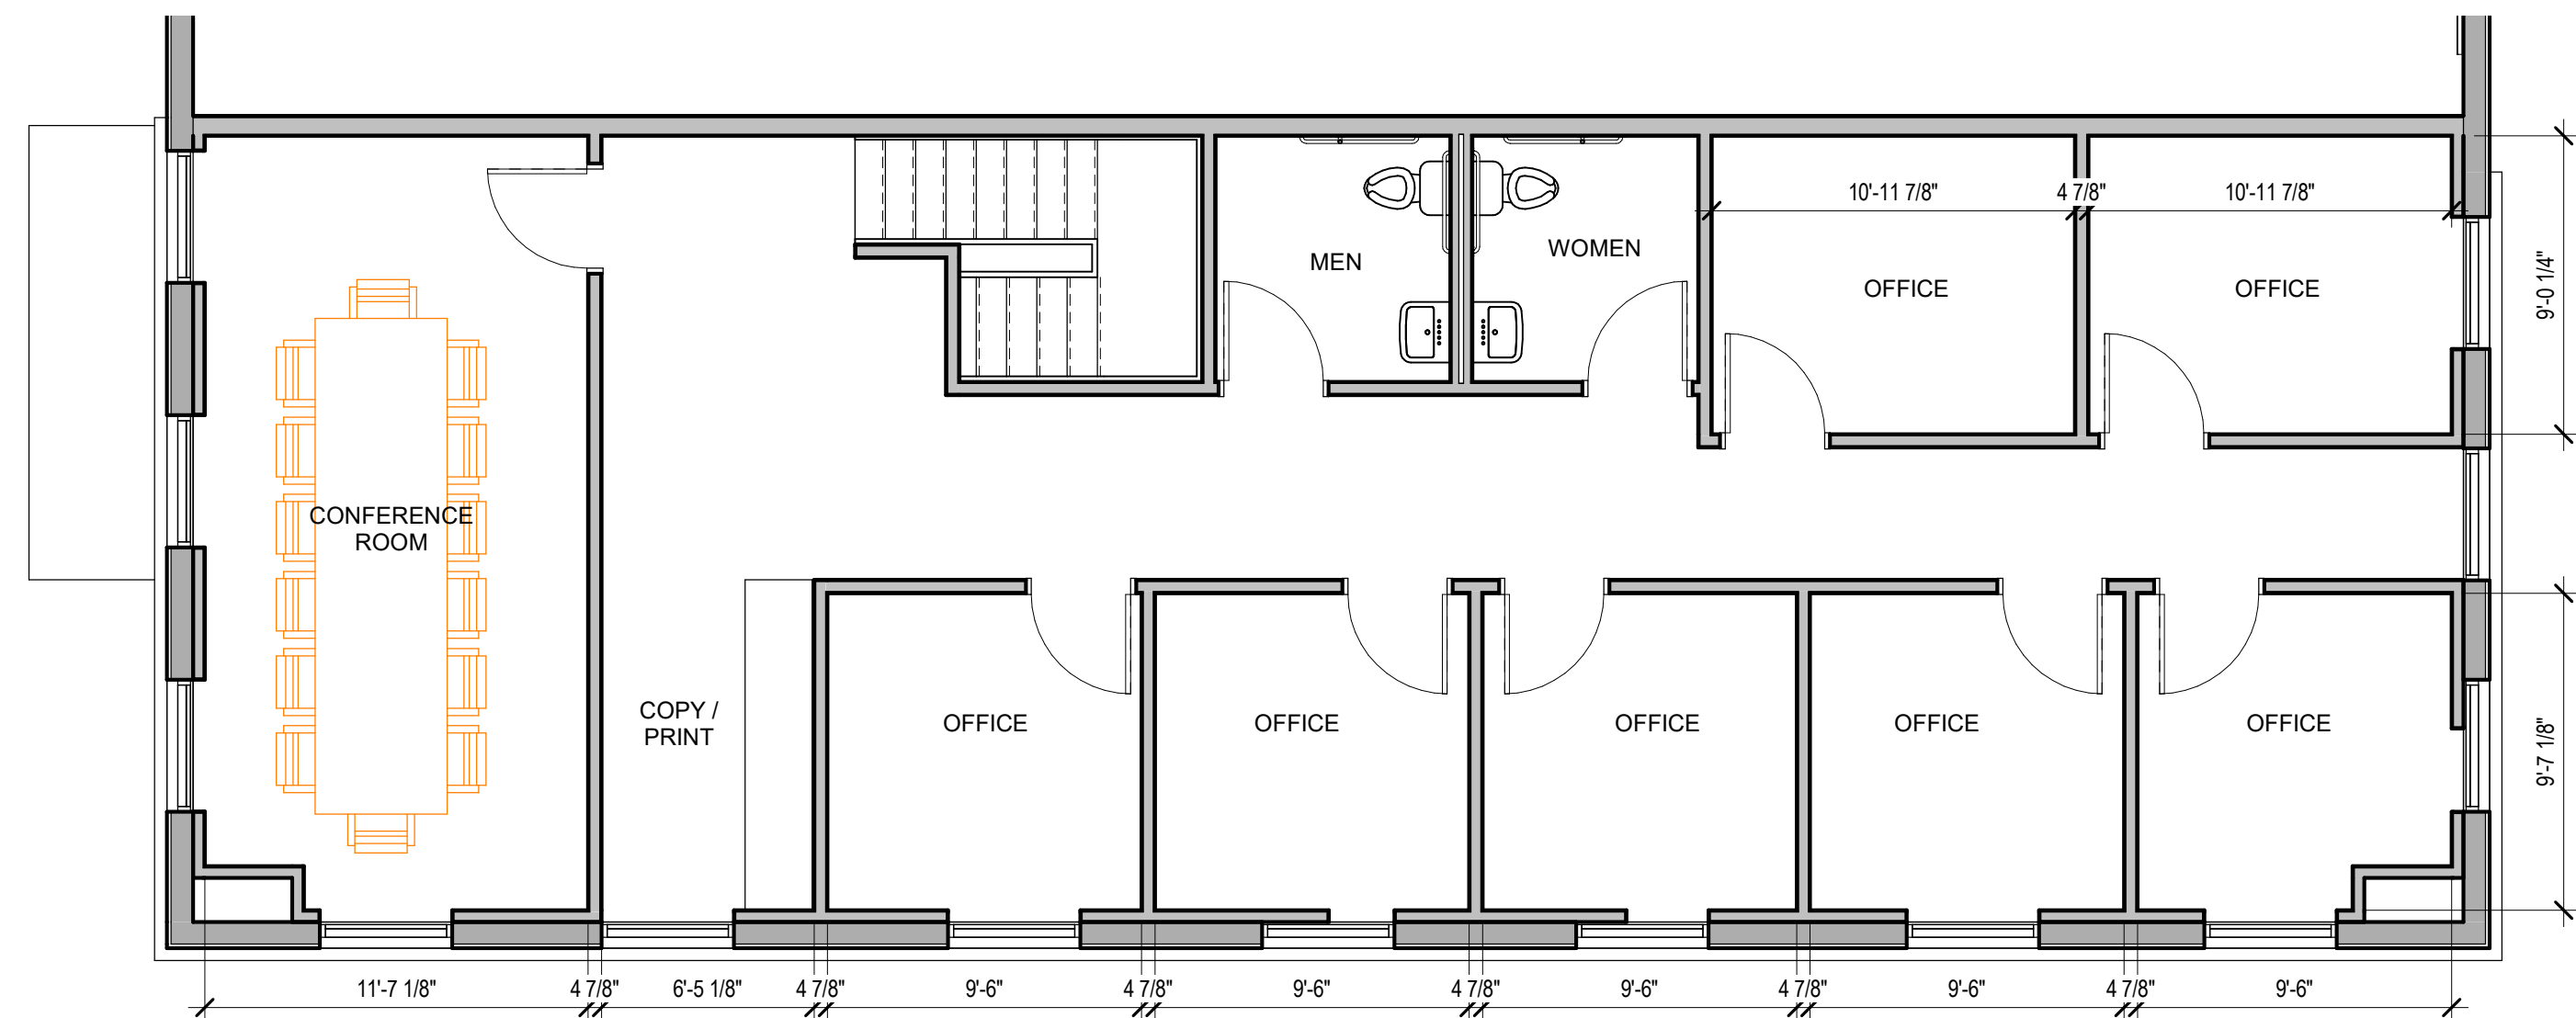 10'-11 7/8" 4 7/8" 10'-11 7/8"
MEN
WOMEN
OFFICE
OFFICE
9'-0 1/4"
CONFERENCE
ROOM
COPY /
PRINT
OFFICE
OFFICE
OFFICE
OFFICE
OFFICE
9'-7 1/8"
11'-7 1/8" 4 7/8" 6'-5 1/8" 4 7/8" 9'-6" 4 7/8" 9'-6" 4 7/8" 9'-6" 4 7/8" 9'-6" 4 7/8" 9'-6"